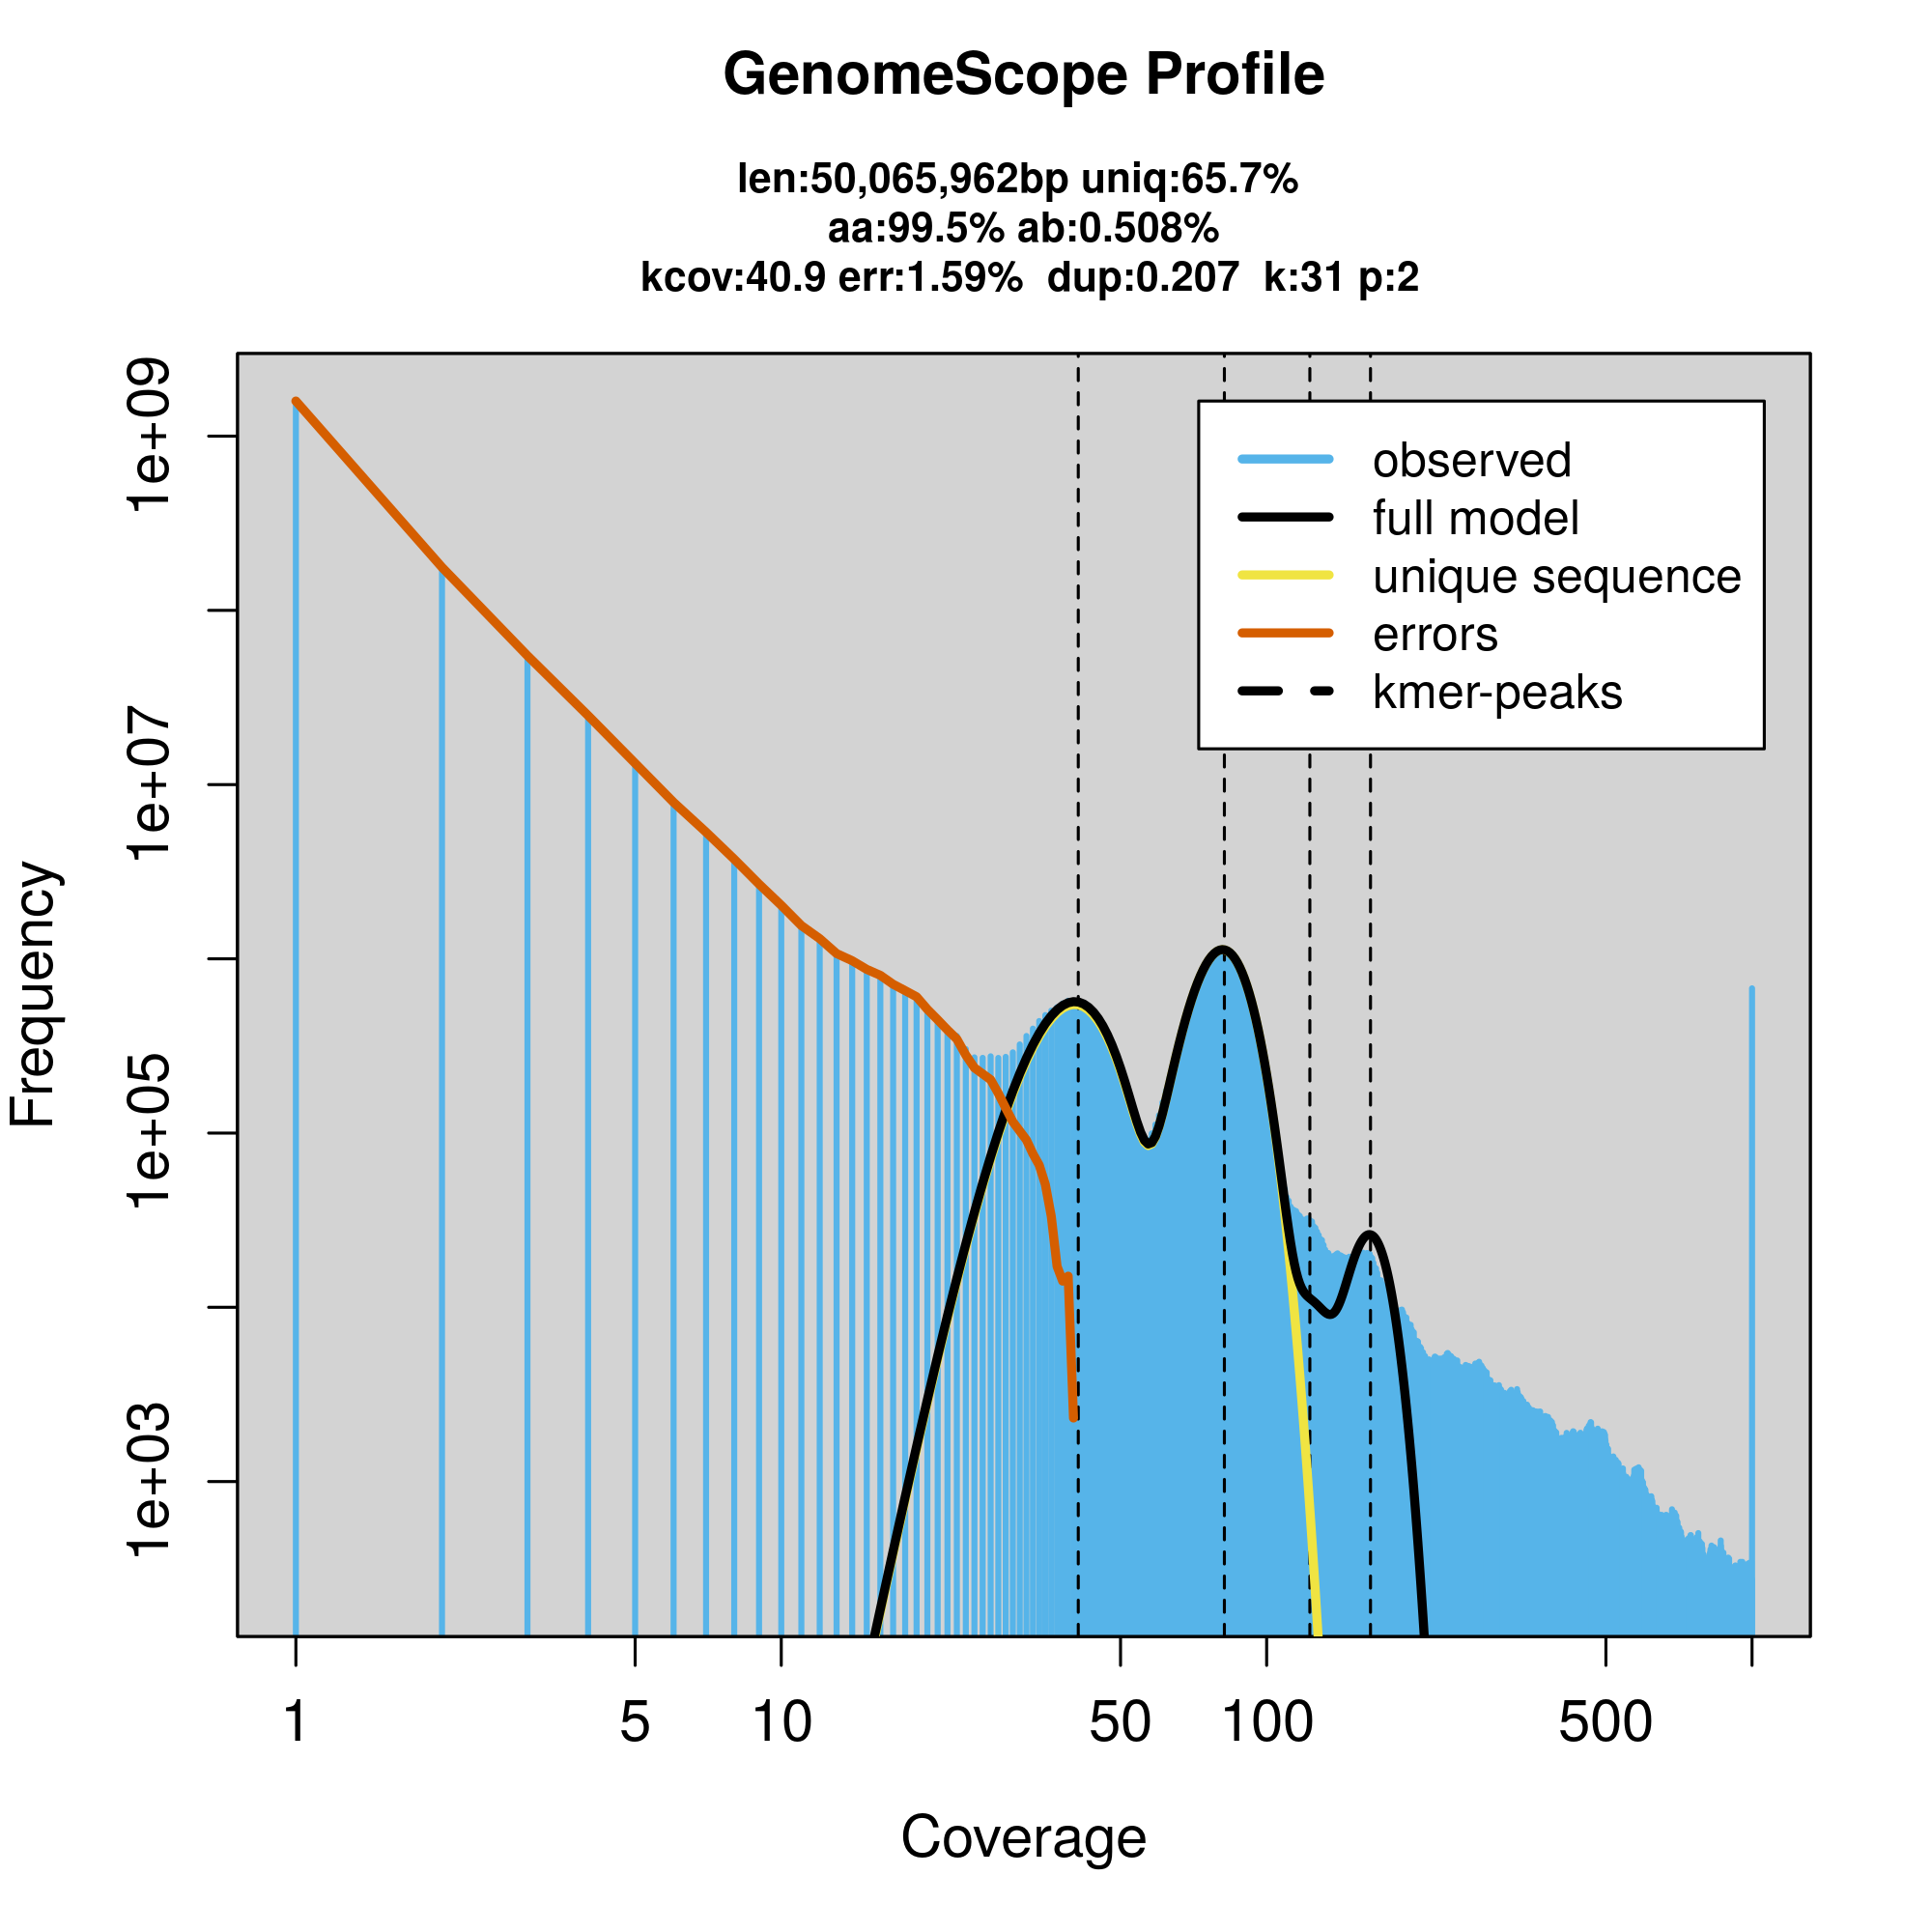 GenomeScope Profile
len:50,065,962bp uniq:65.7%
aa:99.5% ab:0.508%
kcov:40.9 err:1.59%  dup:0.207  k:31 p:2
observed
full model
unique sequence
errors
kmer-peaks
Frequency
1e+09
1e+07
1e+05
1e+03
1
5
10
50
100
500
Coverage